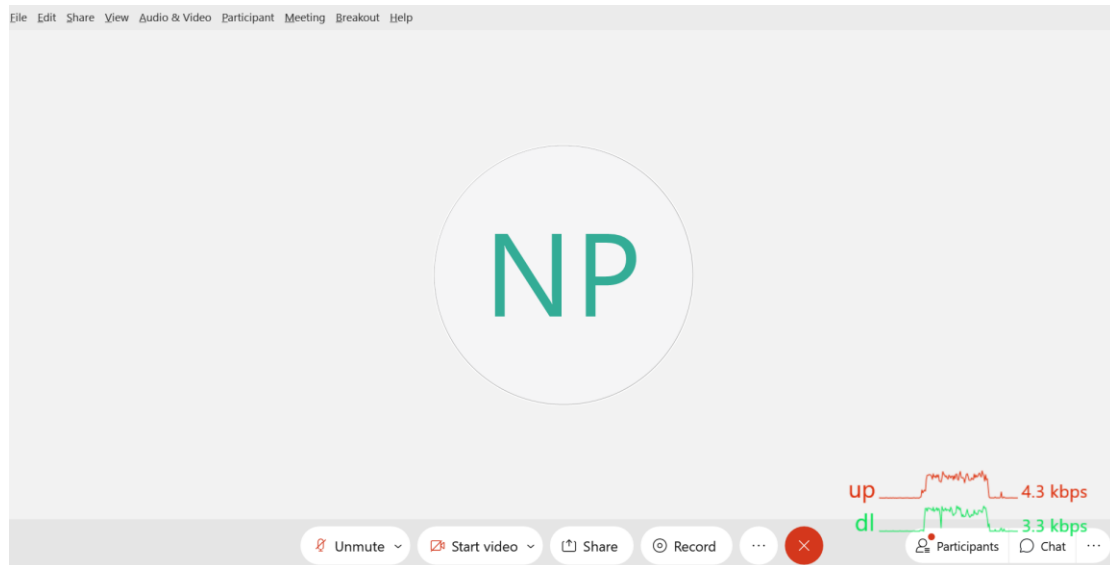 File Edit Share View Audio & Video Participant Meeting Breakout Help
NP
up 4.3 kbps
dl 3.3 kbps
Unmute Start video Share Record Participants Chat